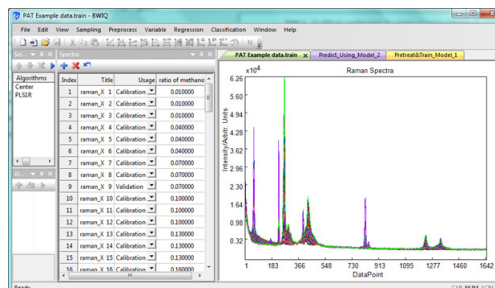 PAT Example data.train - BWIQ
File Edit View Sampling Preprocess Variable Regression Classification Window Help
Spectra
PAT Example data.train x Predict_Using_Model_2 Pretreat&Train_Model_1
Algorithms
Center
PLS1R
Index Title Usage ratio of methano
1 raman_X 1 Calibration 0.010000
2 raman_X 2 Calibration 0.010000
3 raman_X 3 Calibration 0.010000
4 raman_X 4 Calibration 0.040000
5 raman_X 5 Calibration 0.040000
6 raman_X 6 Calibration 0.040000
7 raman_X 7 Calibration 0.070000
8 raman_X 8 Calibration 0.070000
9 raman_X 9 Validation 0.070000
10 raman_X 10 Calibration 0.100000
11 raman_X 11 Calibration 0.100000
12 raman_X 12 Calibration 0.100000
13 raman_X 13 Calibration 0.130000
14 raman_X 14 Calibration 0.130000
15 raman_X 15 Calibration 0.130000
16 raman_X 16 Calibration 0.160000
Raman Spectra
x10⁴
6.26
5.60
4.94
4.28
3.62
2.96
2.30
1.64
0.98
0.32
Intensity/Arbitr. Units
1 183 366 548 730 913 1095 1277 1460 1642
DataPoint
Ready